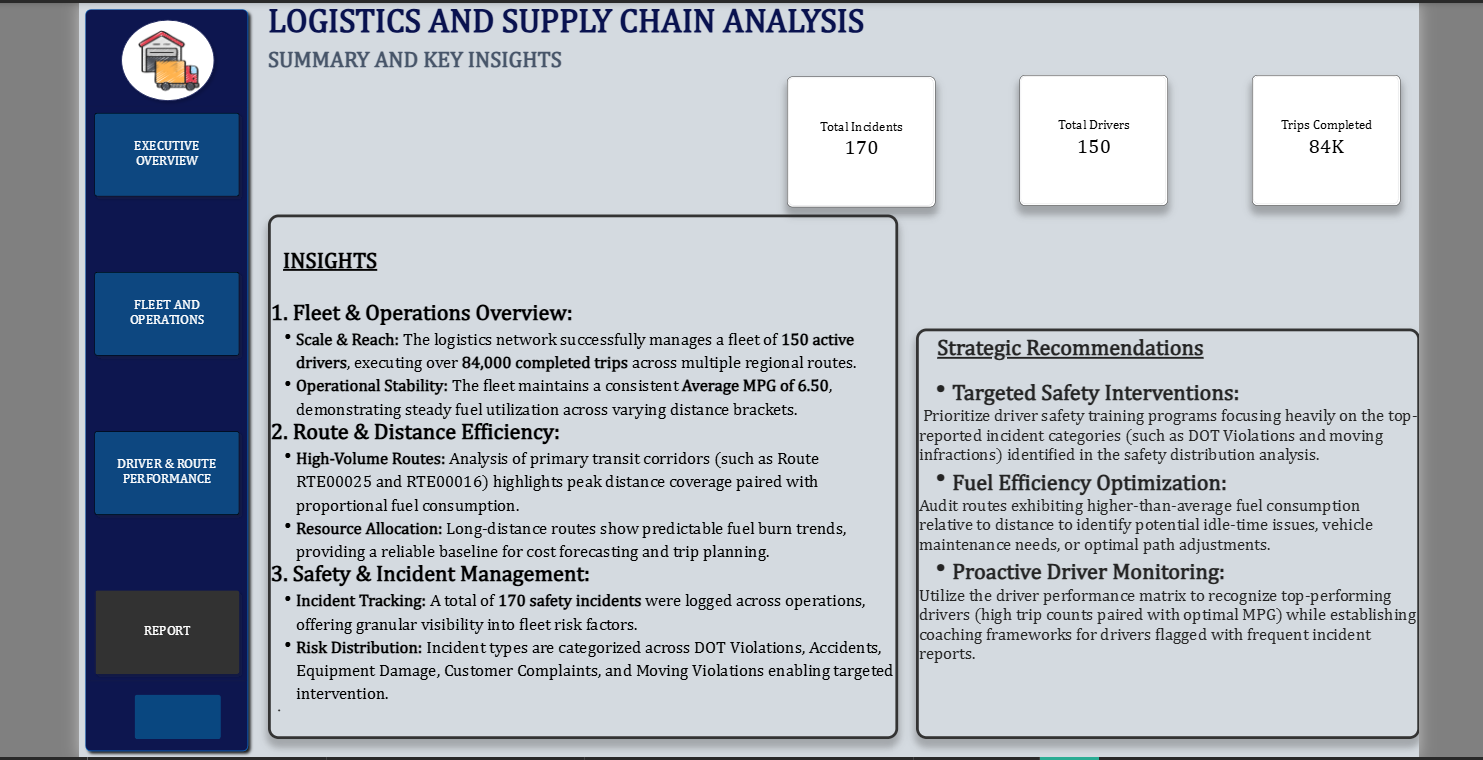 LOGISTICS AND SUPPLY CHAIN ANALYSIS
SUMMARY AND KEY INSIGHTS
EXECUTIVE
OVERVIEW
FLEET AND
OPERATIONS
DRIVER & ROUTE
PERFORMANCE
REPORT
Total Incidents
170
Total Drivers
150
Trips Completed
84K
INSIGHTS
1. Fleet & Operations Overview:
• Scale & Reach: The logistics network successfully manages a fleet of 150 active
drivers, executing over 84,000 completed trips across multiple regional routes.
• Operational Stability: The fleet maintains a consistent Average MPG of 6.50,
demonstrating steady fuel utilization across varying distance brackets.
2. Route & Distance Efficiency:
• High-Volume Routes: Analysis of primary transit corridors (such as Route
RTE00025 and RTE00016) highlights peak distance coverage paired with
proportional fuel consumption.
• Resource Allocation: Long-distance routes show predictable fuel burn trends,
providing a reliable baseline for cost forecasting and trip planning.
3. Safety & Incident Management:
• Incident Tracking: A total of 170 safety incidents were logged across operations,
offering granular visibility into fleet risk factors.
• Risk Distribution: Incident types are categorized across DOT Violations, Accidents,
Equipment Damage, Customer Complaints, and Moving Violations enabling targeted
intervention.
.
Strategic Recommendations
• Targeted Safety Interventions:
Prioritize driver safety training programs focusing heavily on the top-
reported incident categories (such as DOT Violations and moving
infractions) identified in the safety distribution analysis.
• Fuel Efficiency Optimization:
Audit routes exhibiting higher-than-average fuel consumption
relative to distance to identify potential idle-time issues, vehicle
maintenance needs, or optimal path adjustments.
• Proactive Driver Monitoring:
Utilize the driver performance matrix to recognize top-performing
drivers (high trip counts paired with optimal MPG) while establishing
coaching frameworks for drivers flagged with frequent incident
reports.